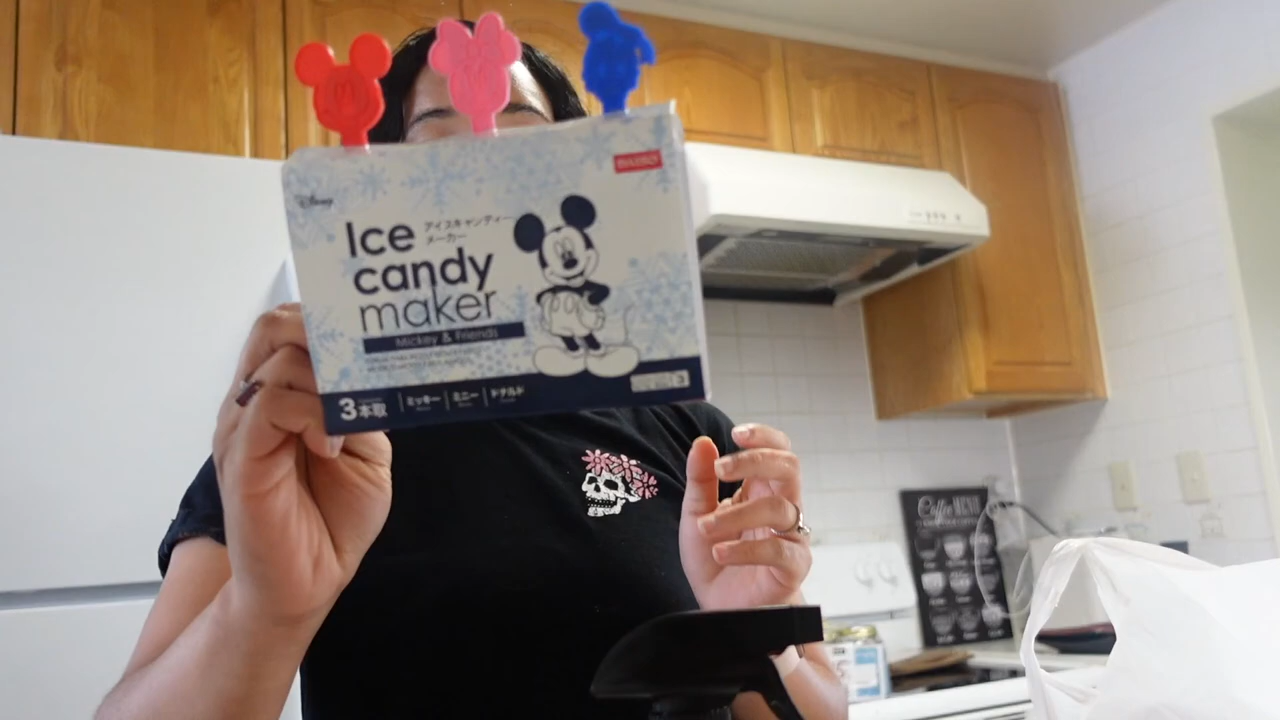 Disney
DAISO
Ice
アイスキャンディー
メーカー
candy
maker
Mickey & Friends
3本取
ミッキー
ミニー
ドナルド
Coffee MENU